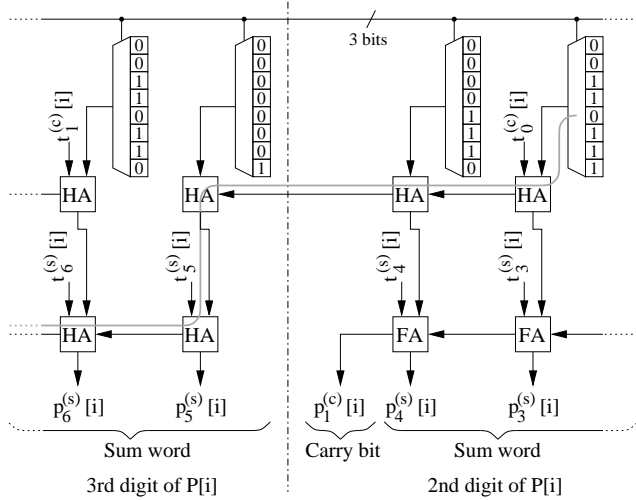 3 bits
0 0 0 0
0 0 0 0
1 0 0 0
1 0 0 1
0 0 1 0
1 0 0 1
1 0 0 1
0 1 0 0
t₁^(c)[i] t₀^(c)[i]
HA HA HA HA
t₆^(s)[i] t₅^(s)[i] t₄^(s)[i] t₃^(s)[i]
HA HA FA FA
p₆^(s)[i] p₅^(s)[i] p₁^(c)[i] p₄^(s)[i] p₃^(s)[i]
Sum word Carry bit Sum word
3rd digit of P[i] 2nd digit of P[i]